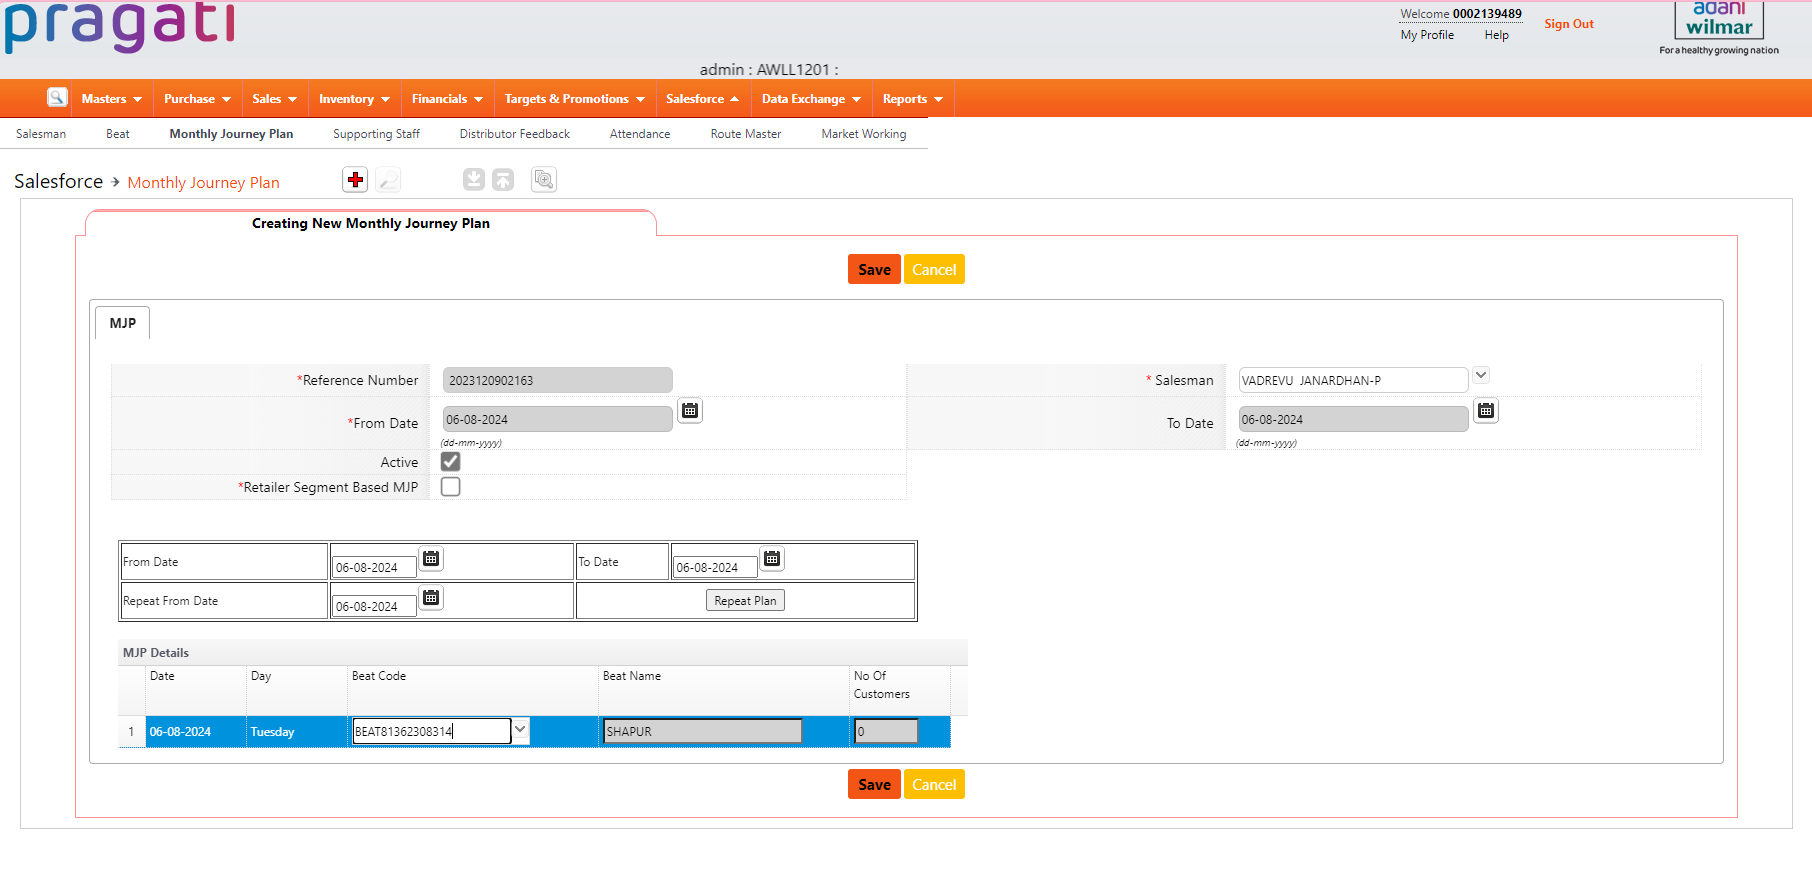 pragati
Welcome 0002139489
My Profile Help
Sign Out
adani
wilmar
For a healthy growing nation
admin : AWLL1201 :
Masters Purchase Sales Inventory Financials Targets & Promotions Salesforce Data Exchange Reports
Salesman Beat Monthly Journey Plan Supporting Staff Distributor Feedback Attendance Route Master Market Working
Salesforce Monthly Journey Plan
Creating New Monthly Journey Plan
Save Cancel
MJP
*Reference Number 2023120902163 * Salesman VADREVU JANARDHAN-P
*From Date 06-08-2024 To Date 06-08-2024
(dd-mm-yyyy) (dd-mm-yyyy)
Active
*Retailer Segment Based MJP
From Date 06-08-2024 To Date 06-08-2024
Repeat From Date 06-08-2024 Repeat Plan
MJP Details
Date Day Beat Code Beat Name No Of
Customers
1 06-08-2024 Tuesday BEAT81362308314 SHAPUR 0
Save Cancel